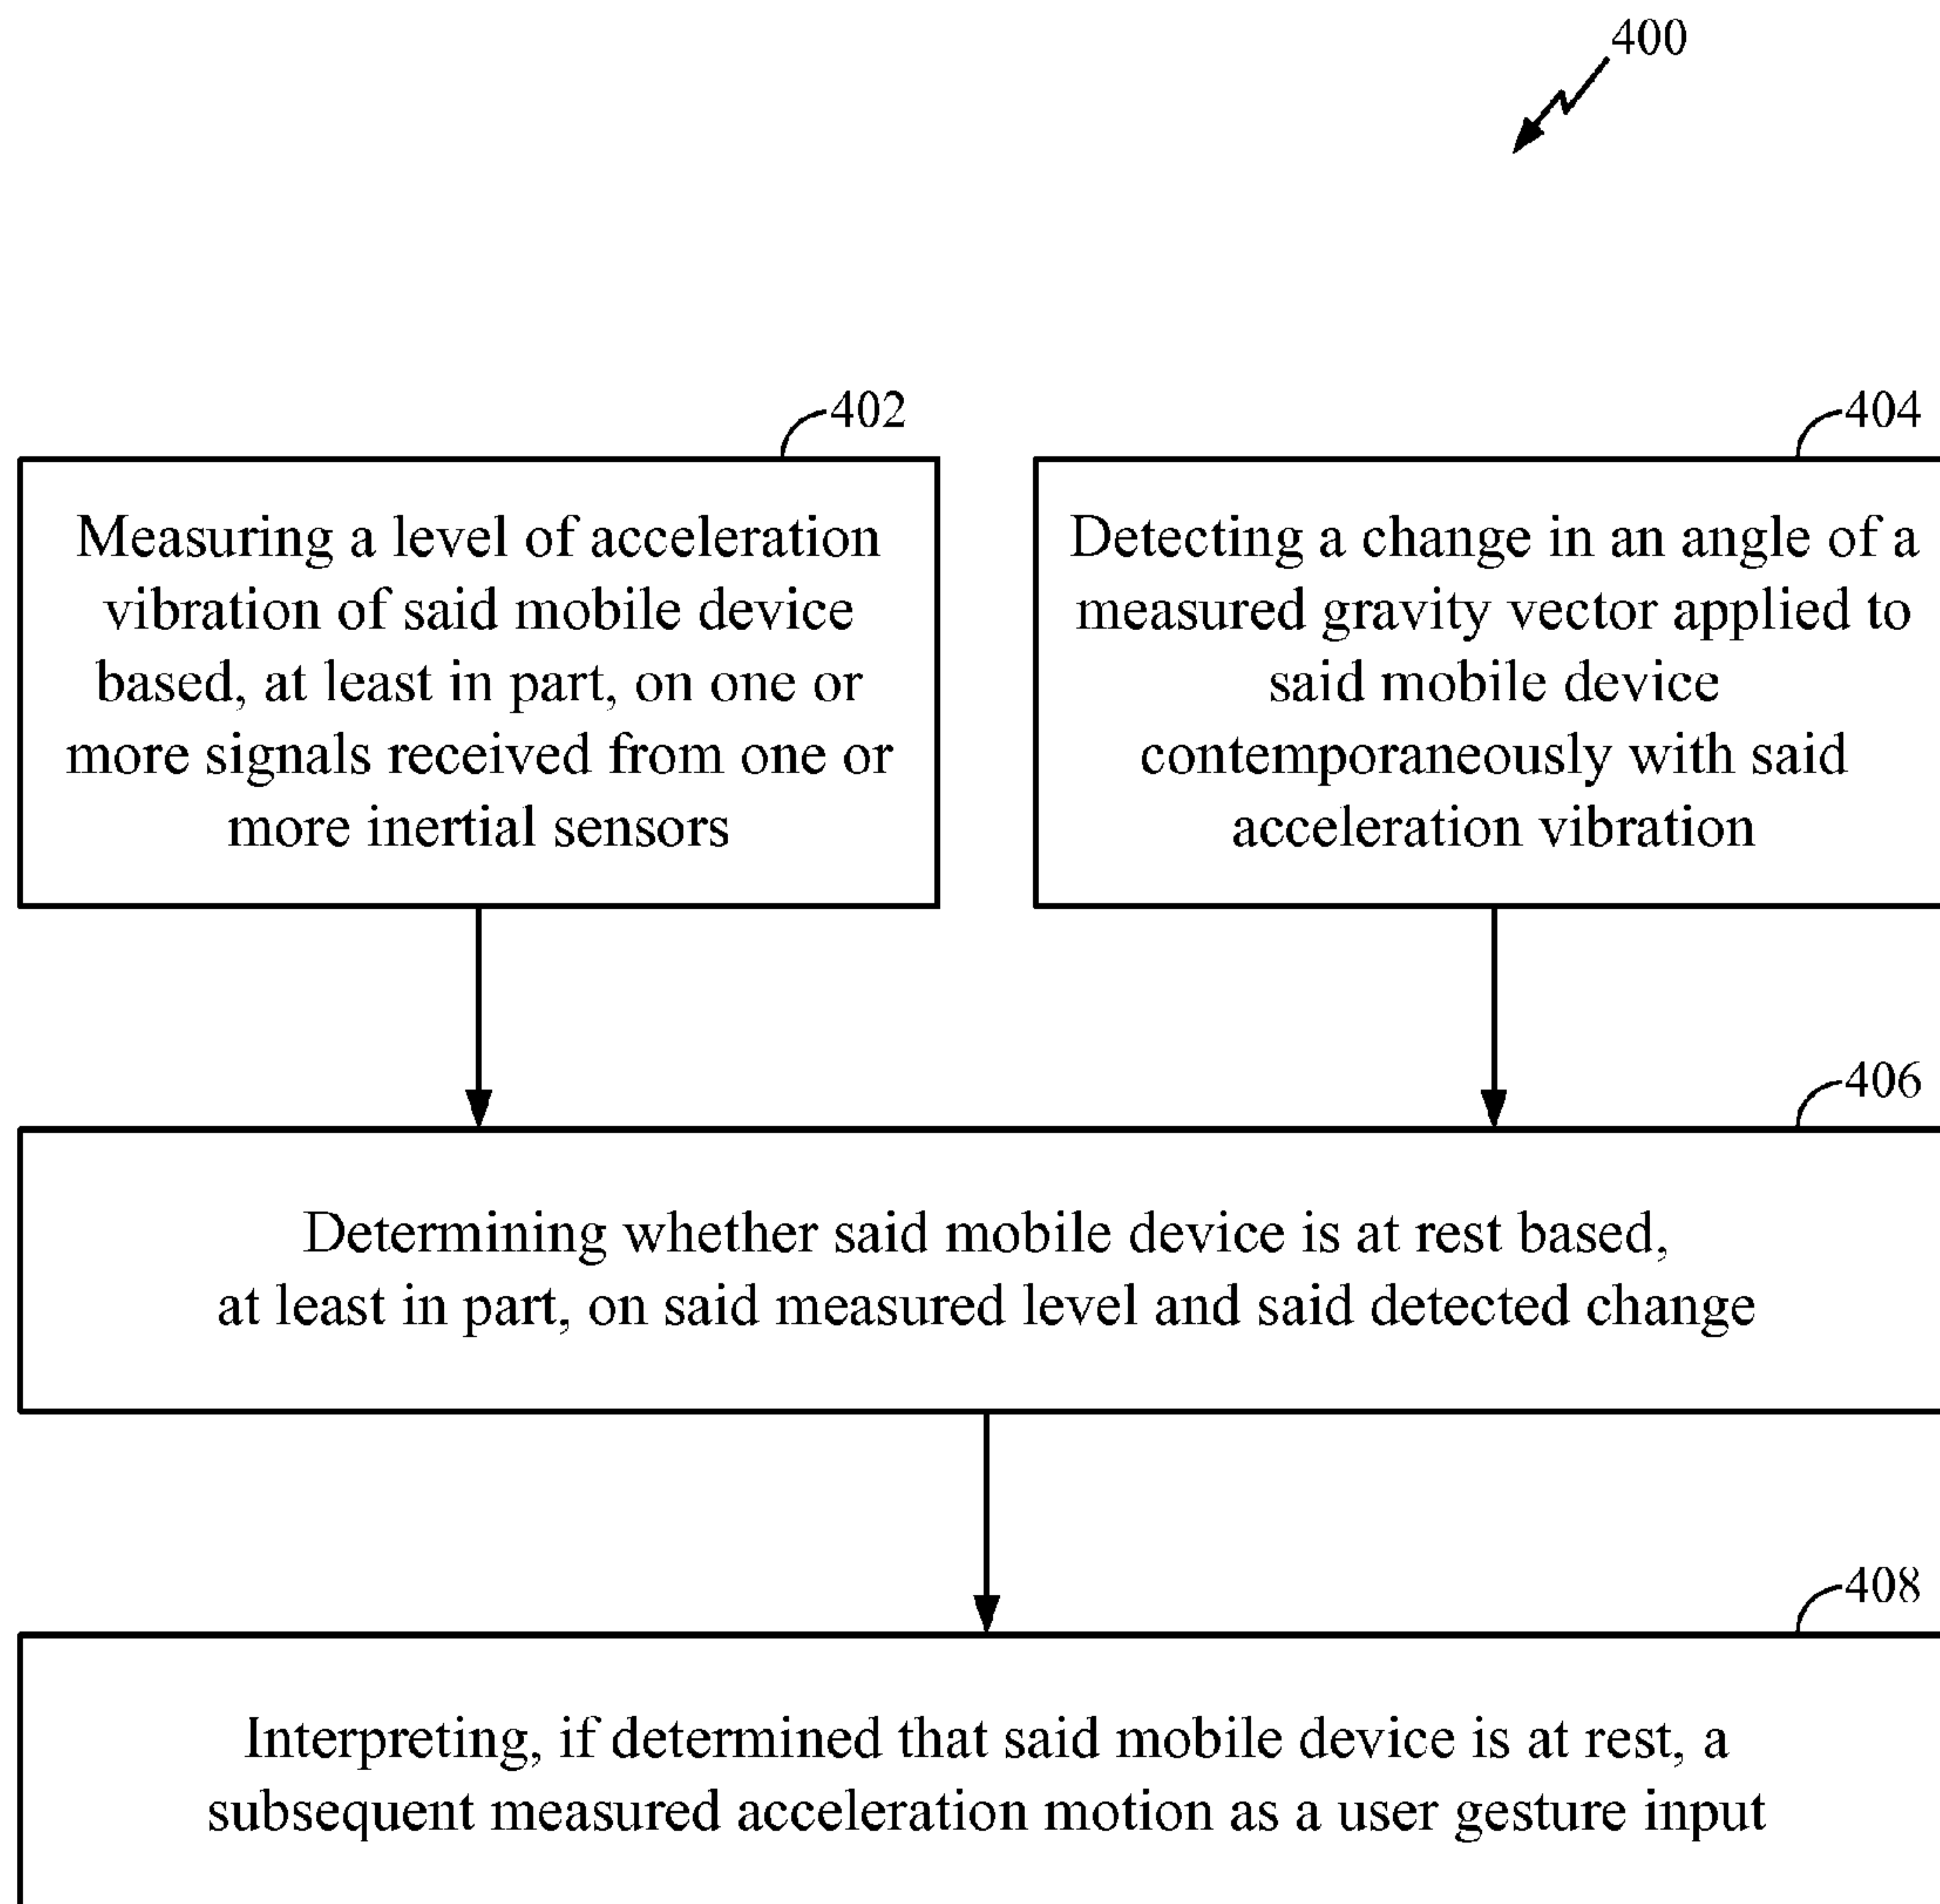 400
402
Measuring a level of acceleration
vibration of said mobile device
based, at least in part, on one or
more signals received from one or
more inertial sensors
404
Detecting a change in an angle of a
measured gravity vector applied to
said mobile device
contemporaneously with said
acceleration vibration
406
Determining whether said mobile device is at rest based,
at least in part, on said measured level and said detected change
408
Interpreting, if determined that said mobile device is at rest, a
subsequent measured acceleration motion as a user gesture input